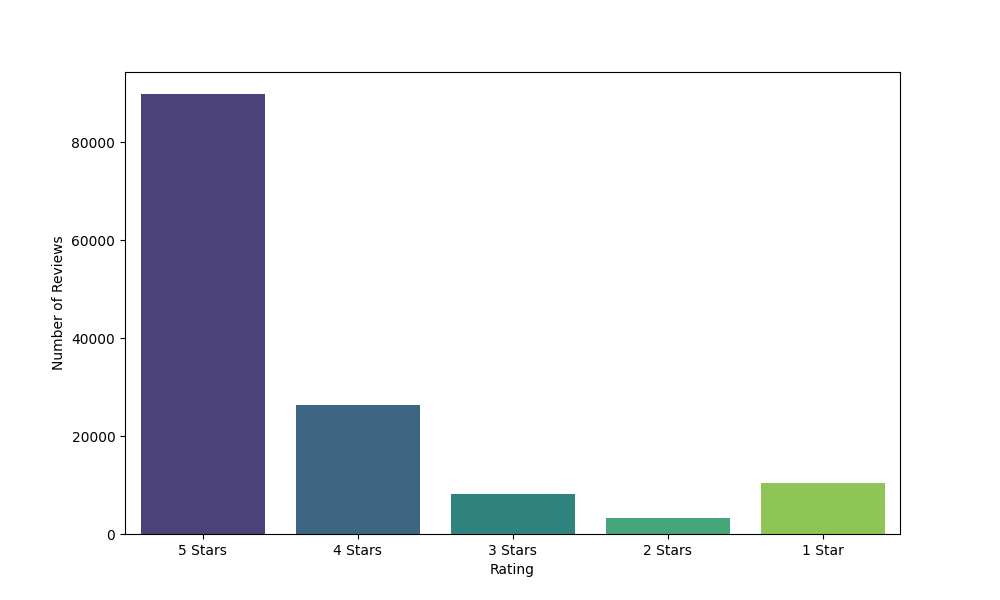 Number of Reviews
80000
60000
40000
20000
0
5 Stars
4 Stars
3 Stars
2 Stars
1 Star
Rating